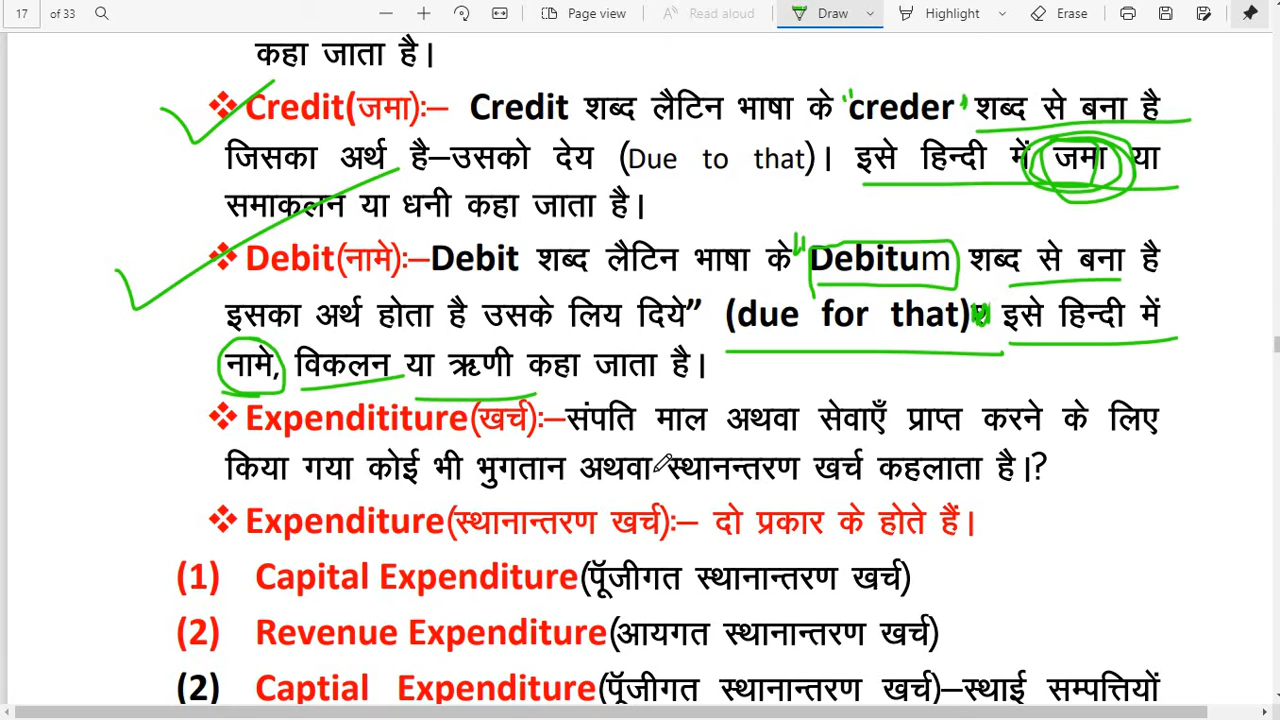 17 of 33 Page view Read aloud Draw Highlight Erase
कहा जाता है।
❖ Credit(जमा):– Credit शब्द लैटिन भाषा के creder शब्द से बना है
जिसका अर्थ है–उसको देय (Due to that)। इसे हिन्दी में जमा या
समाकलन या धनी कहा जाता है।
❖ Debit(नामे):–Debit शब्द लैटिन भाषा के Debitum शब्द से बना है
इसका अर्थ होता है उसके लिय दिये” (due for that) इसे हिन्दी में
नामे, विकलन या ऋणी कहा जाता है।
❖ Expendititure(खर्च):–संपति माल अथवा सेवाएँ प्राप्त करने के लिए
किया गया कोई भी भुगतान अथवा स्थानन्तरण खर्च कहलाता है।?
❖ Expenditure(स्थानान्तरण खर्च):– दो प्रकार के होते हैं।
(1) Capital Expenditure(पूॅजीगत स्थानान्तरण खर्च)
(2) Revenue Expenditure(आयगत स्थानान्तरण खर्च)
(2) Captial Expenditure(पूॅजीगत स्थानान्तरण खर्च)–स्थाई सम्पत्तियों